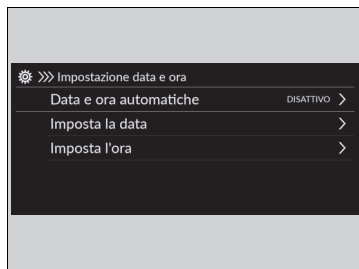 Impostazione data e ora
Data e ora automatiche DISATTIVO
Imposta la data
Imposta l'ora